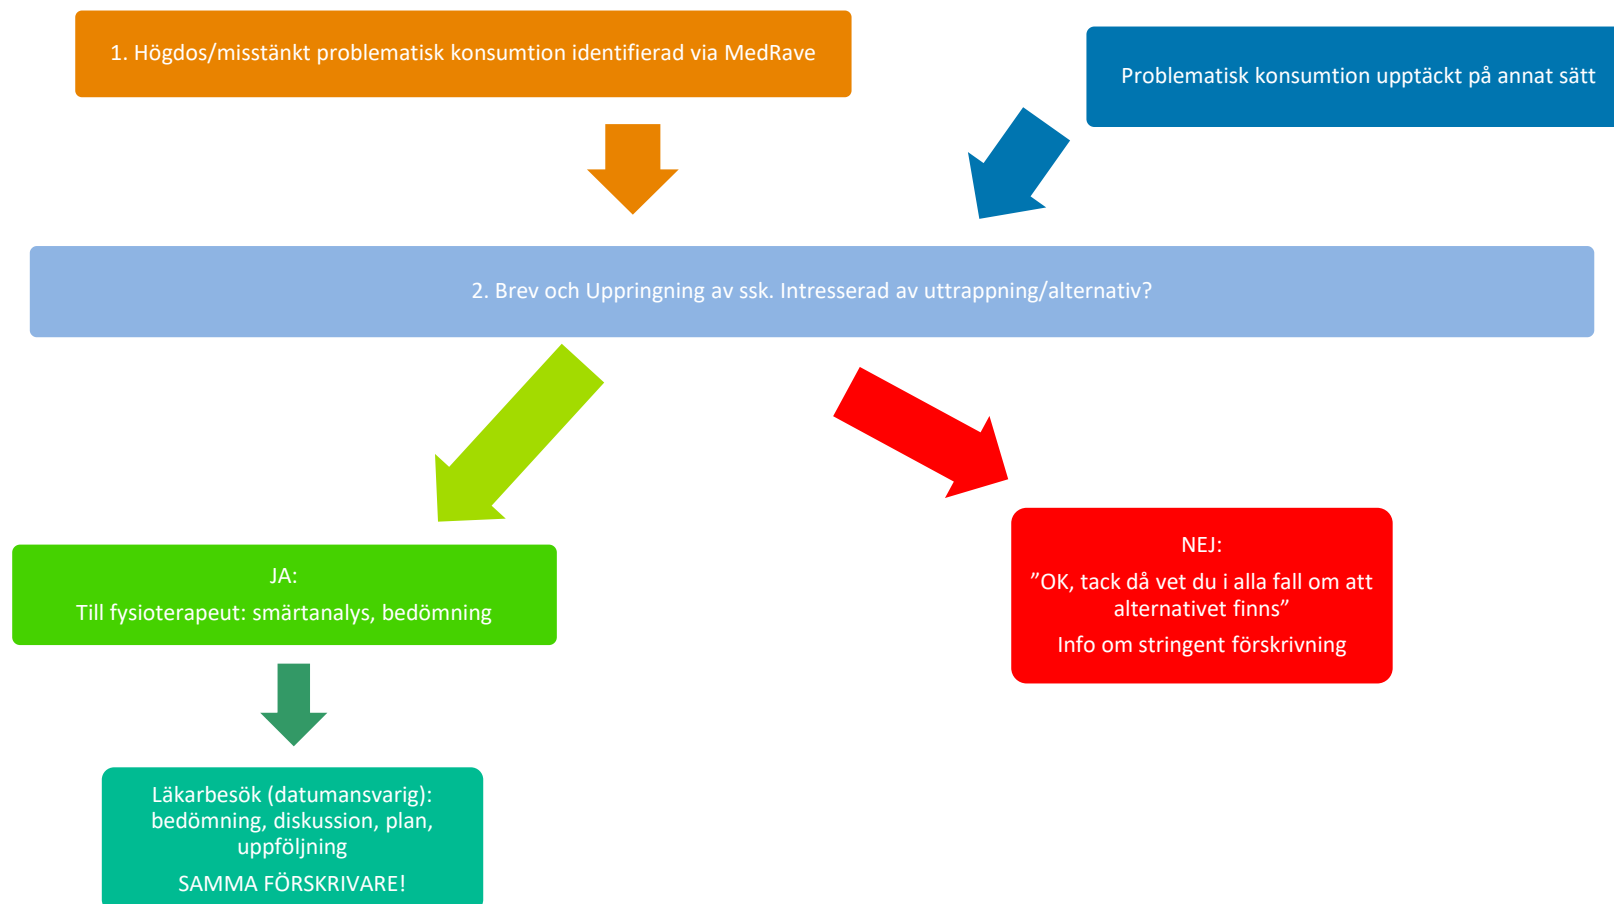 1. Högdos/misstänkt problematisk konsumtion identifierad via MedRave
Problematisk konsumtion upptäckt på annat sätt
2. Brev och Uppringning av ssk. Intresserad av uttrappning/alternativ?
JA:
Till fysioterapeut: smärtanalys, bedömning
NEJ:
”OK, tack då vet du i alla fall om att
alternativet finns”
Info om stringent förskrivning
Läkarbesök (datumansvarig):
bedömning, diskussion, plan,
uppföljning
SAMMA FÖRSKRIVARE!